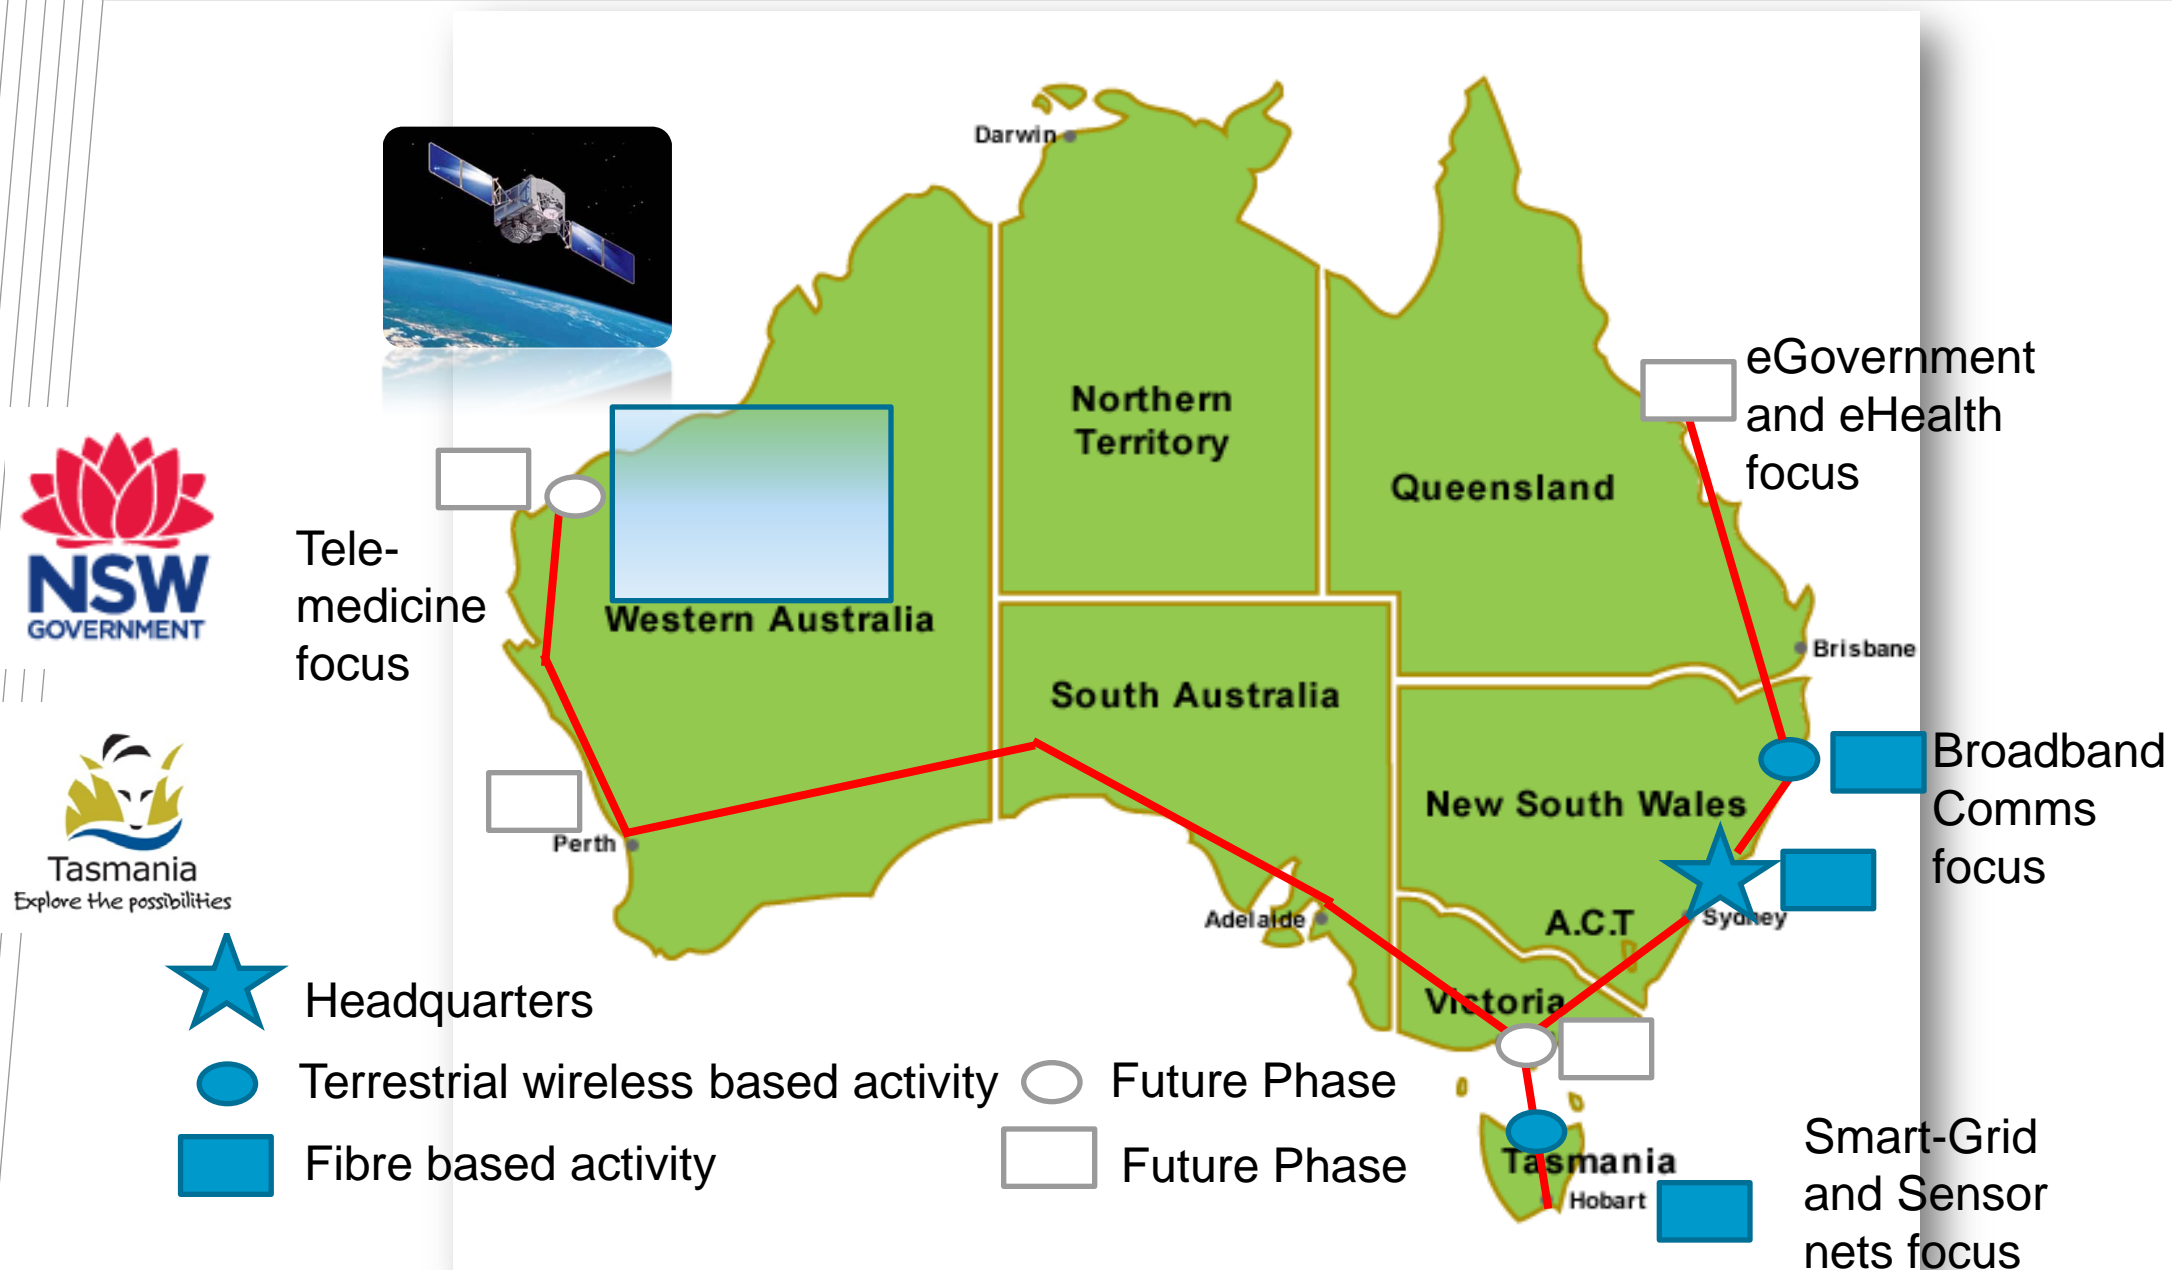 Darwin
Northern
Territory
Queensland
eGovernment
and eHealth
focus
NSW
GOVERNMENT
Tele-
medicine
focus
Western Australia
South Australia
Brisbane
Broadband
Comms
focus
New South Wales
Perth
Adelaide
A.C.T
Sydney
Tasmania
Explore the possibilities
Victoria
Headquarters
Terrestrial wireless based activity
Future Phase
Fibre based activity
Future Phase
Tasmania
Hobart
Smart-Grid
and Sensor
nets focus